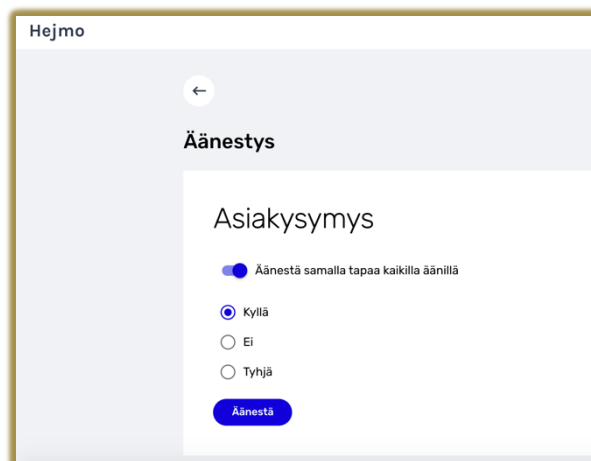 Hejmo
Äänestys
Asiakysymys
Äänestä samalla tapaa kaikilla äänillä
Kyllä
Ei
Tyhjä
Äänestä